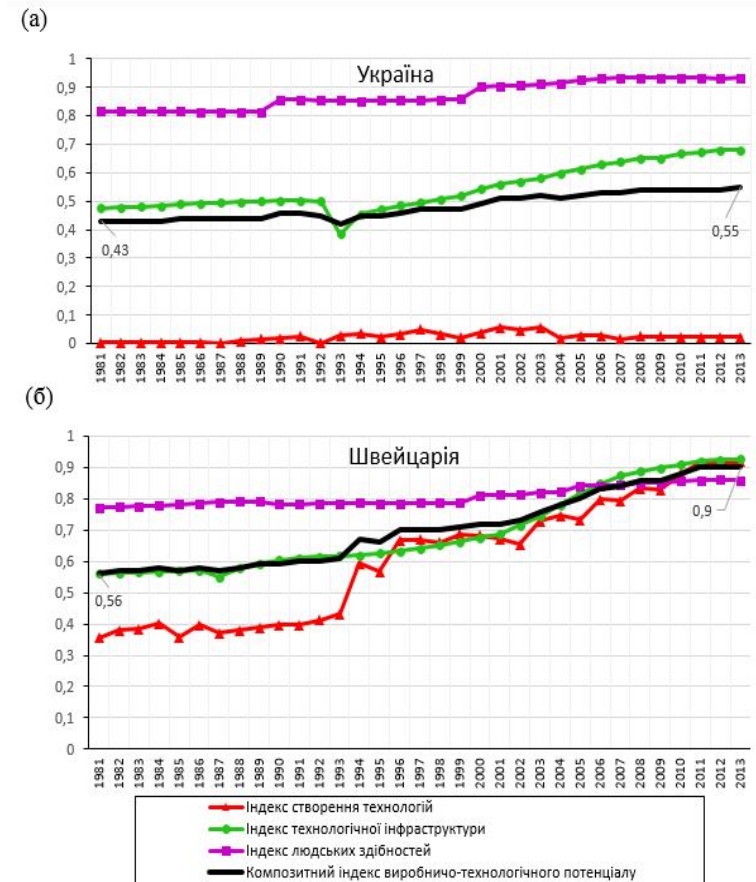 (а)
Україна
1
0,9
0,8
0,7
0,6
0,5
0,4
0,3
0,2
0,1
0
0,43
0,55
1981 1982 1983 1984 1985 1986 1987 1988 1989 1990 1991 1992 1993 1994 1995 1996 1997 1998 1999 2000 2001 2002 2003 2004 2005 2006 2007 2008 2009 2010 2011 2012 2013
(б)
Швейцарія
1
0,9
0,8
0,7
0,6
0,5
0,4
0,3
0,2
0,1
0
0,56
0,9
1981 1982 1983 1984 1985 1986 1987 1988 1989 1990 1991 1992 1993 1994 1995 1996 1997 1998 1999 2000 2001 2002 2003 2004 2005 2006 2007 2008 2009 2010 2011 2012 2013
Індекс створення технологій
Індекс технологічної інфраструктури
Індекс людських здібностей
Композитний індекс виробничо-технологічного потенціалу